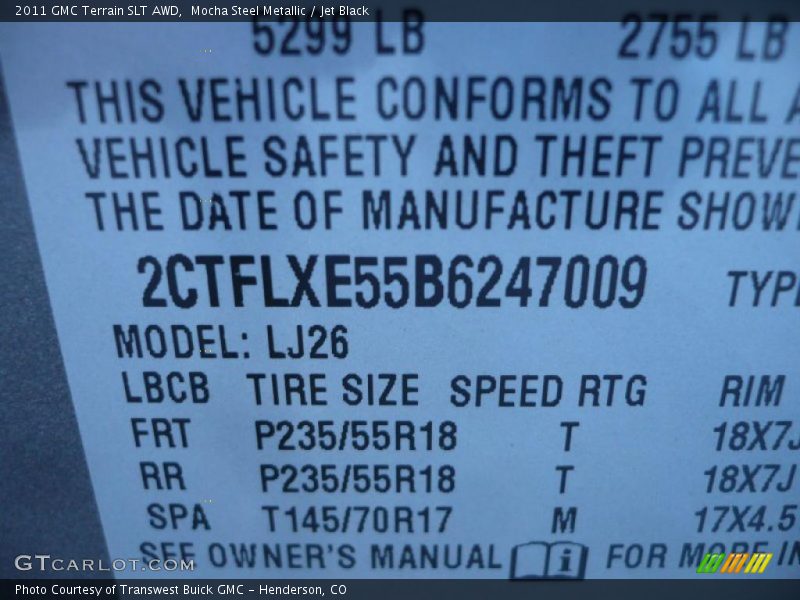 2011 GMC Terrain SLT AWD, Mocha Steel Metallic / Jet Black
5299 LB 2755 LB
THIS VEHICLE CONFORMS TO ALL
VEHICLE SAFETY AND THEFT PREVE
THE DATE OF MANUFACTURE SHOW
2CTFLXE55B6247009 TYP
MODEL: LJ26
LBCB TIRE SIZE SPEED RTG RIM
FRT P235/55R18 T 18X7J
RR P235/55R18 T 18X7J
SPA T145/70R17 M 17X4.5
SEE OWNER'S MANUAL i FOR MORE IN
GTCARLOT.COM
Photo Courtesy of Transwest Buick GMC - Henderson, CO